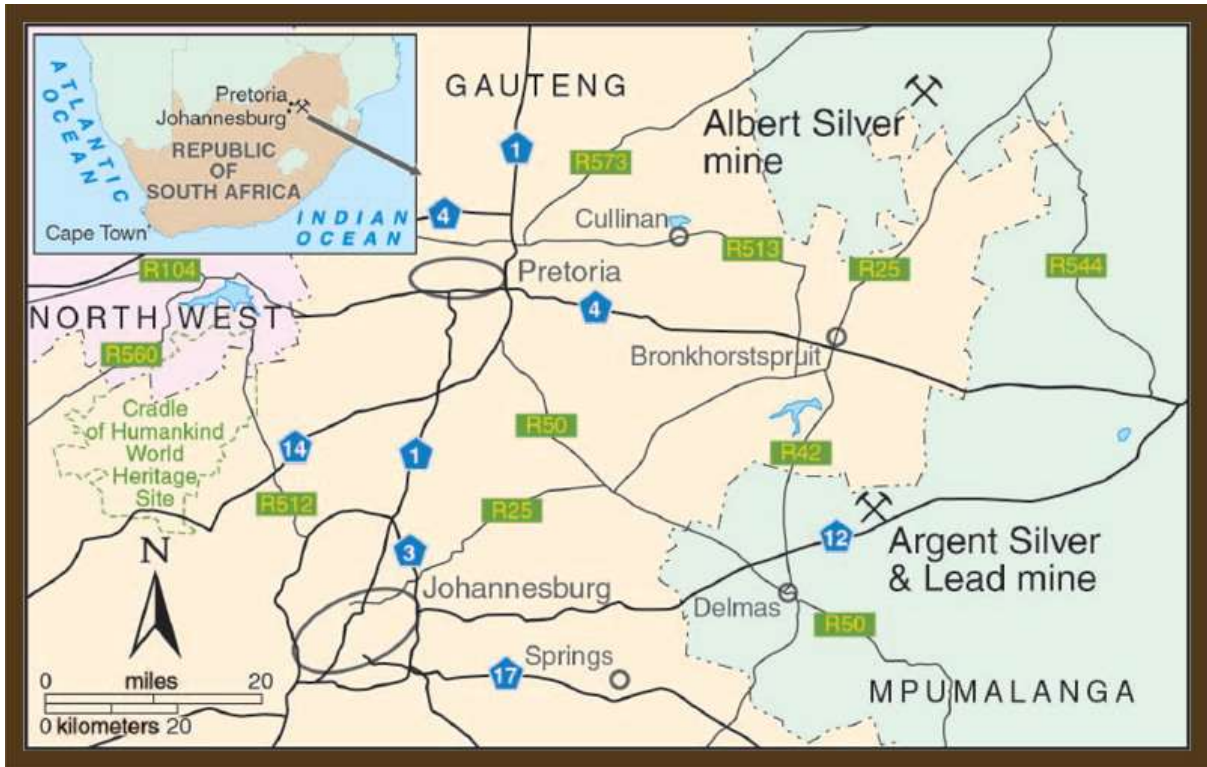 ATLANTIC
OCEAN
Pretoria
Johannesburg
REPUBLIC
OF
SOUTH AFRICA
INDIAN
OCEAN
Cape Town
GAUTENG
Albert Silver
mine
1
R573
4
Cullinan
R513
R104
Pretoria
R25
R544
NORTH WEST
4
R560
Bronkhorstspruit
Cradle
of Humankind
World
Heritage
Site
14
1
R50
R42
R512
R25
N
3
12
Argent Silver
& Lead mine
Johannesburg
Delmas
R50
Springs
17
MPUMALANGA
0 miles 20
0 kilometers 20